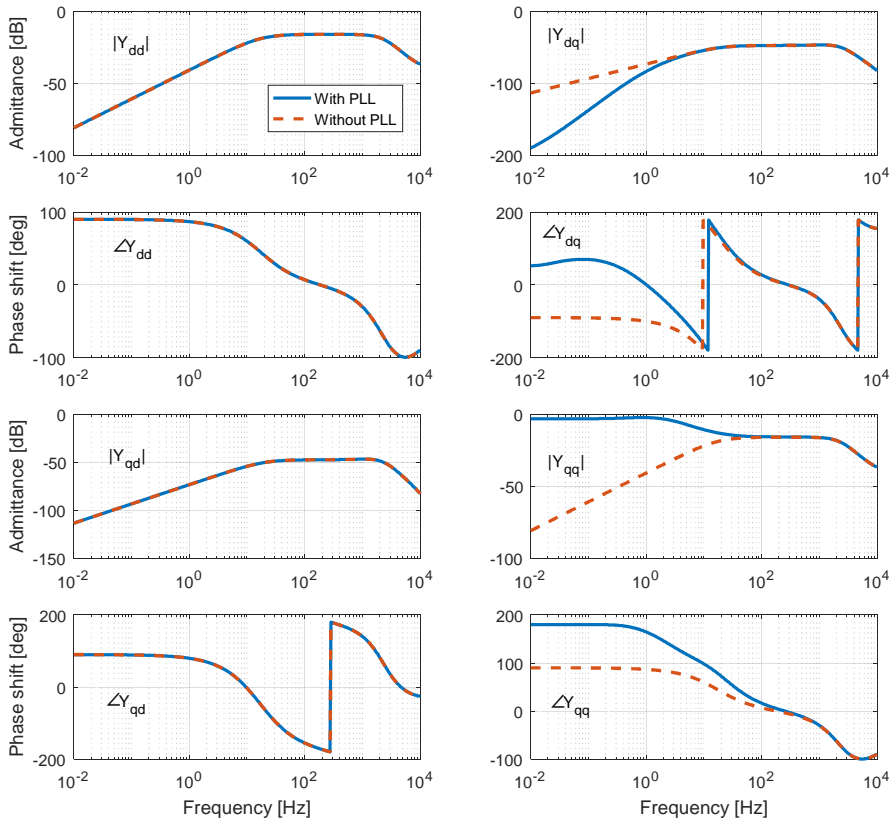 0
-50
-100
Admittance [dB]
|Y_dd|
With PLL
Without PLL
10^-2 10^0 10^2 10^4
0
-100
-200
|Y_dq|
10^-2 10^0 10^2 10^4
100
0
-100
Phase shift [deg]
∠Y_dd
10^-2 10^0 10^2 10^4
200
0
-200
∠Y_dq
10^-2 10^0 10^2 10^4
0
-50
-100
-150
Admittance [dB]
|Y_qd|
10^-2 10^0 10^2 10^4
0
-50
-100
|Y_qq|
10^-2 10^0 10^2 10^4
200
0
-200
Phase shift [deg]
∠Y_qd
10^-2 10^0 10^2 10^4
Frequency [Hz]
200
100
0
-100
∠Y_qq
10^-2 10^0 10^2 10^4
Frequency [Hz]